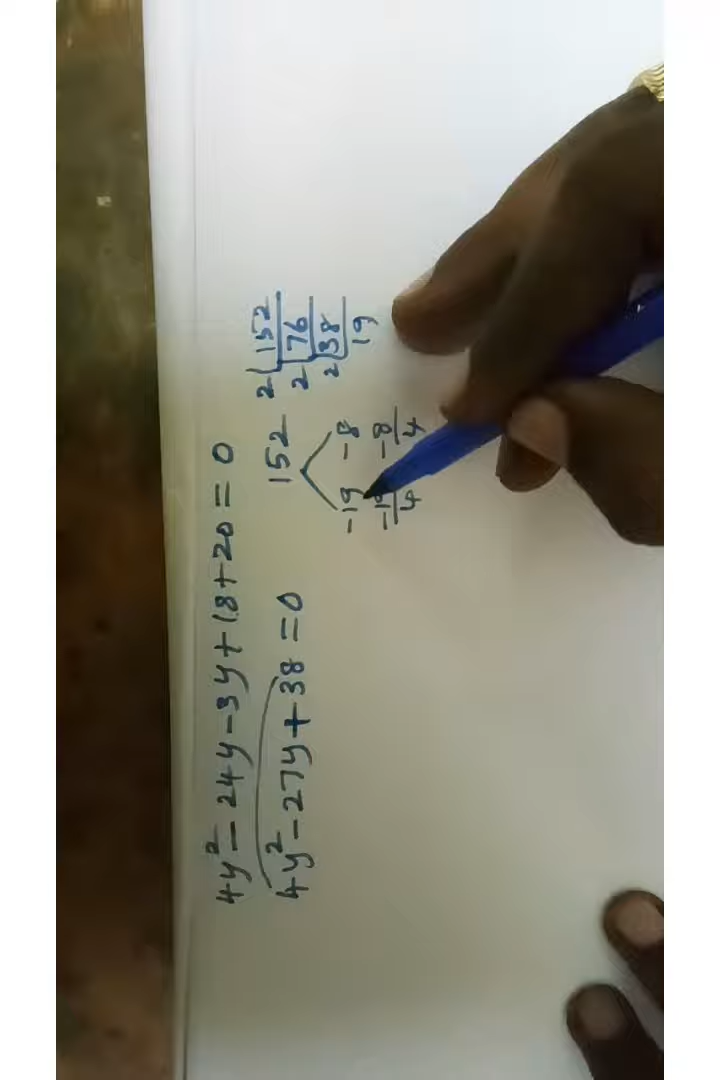 4y² - 24y - 3y + 18 + 20 = 0
4y² - 27y + 38 = 0
152
-19 -8
-19/4 -8/4
2 | 152
2 | 76
2 | 38
19